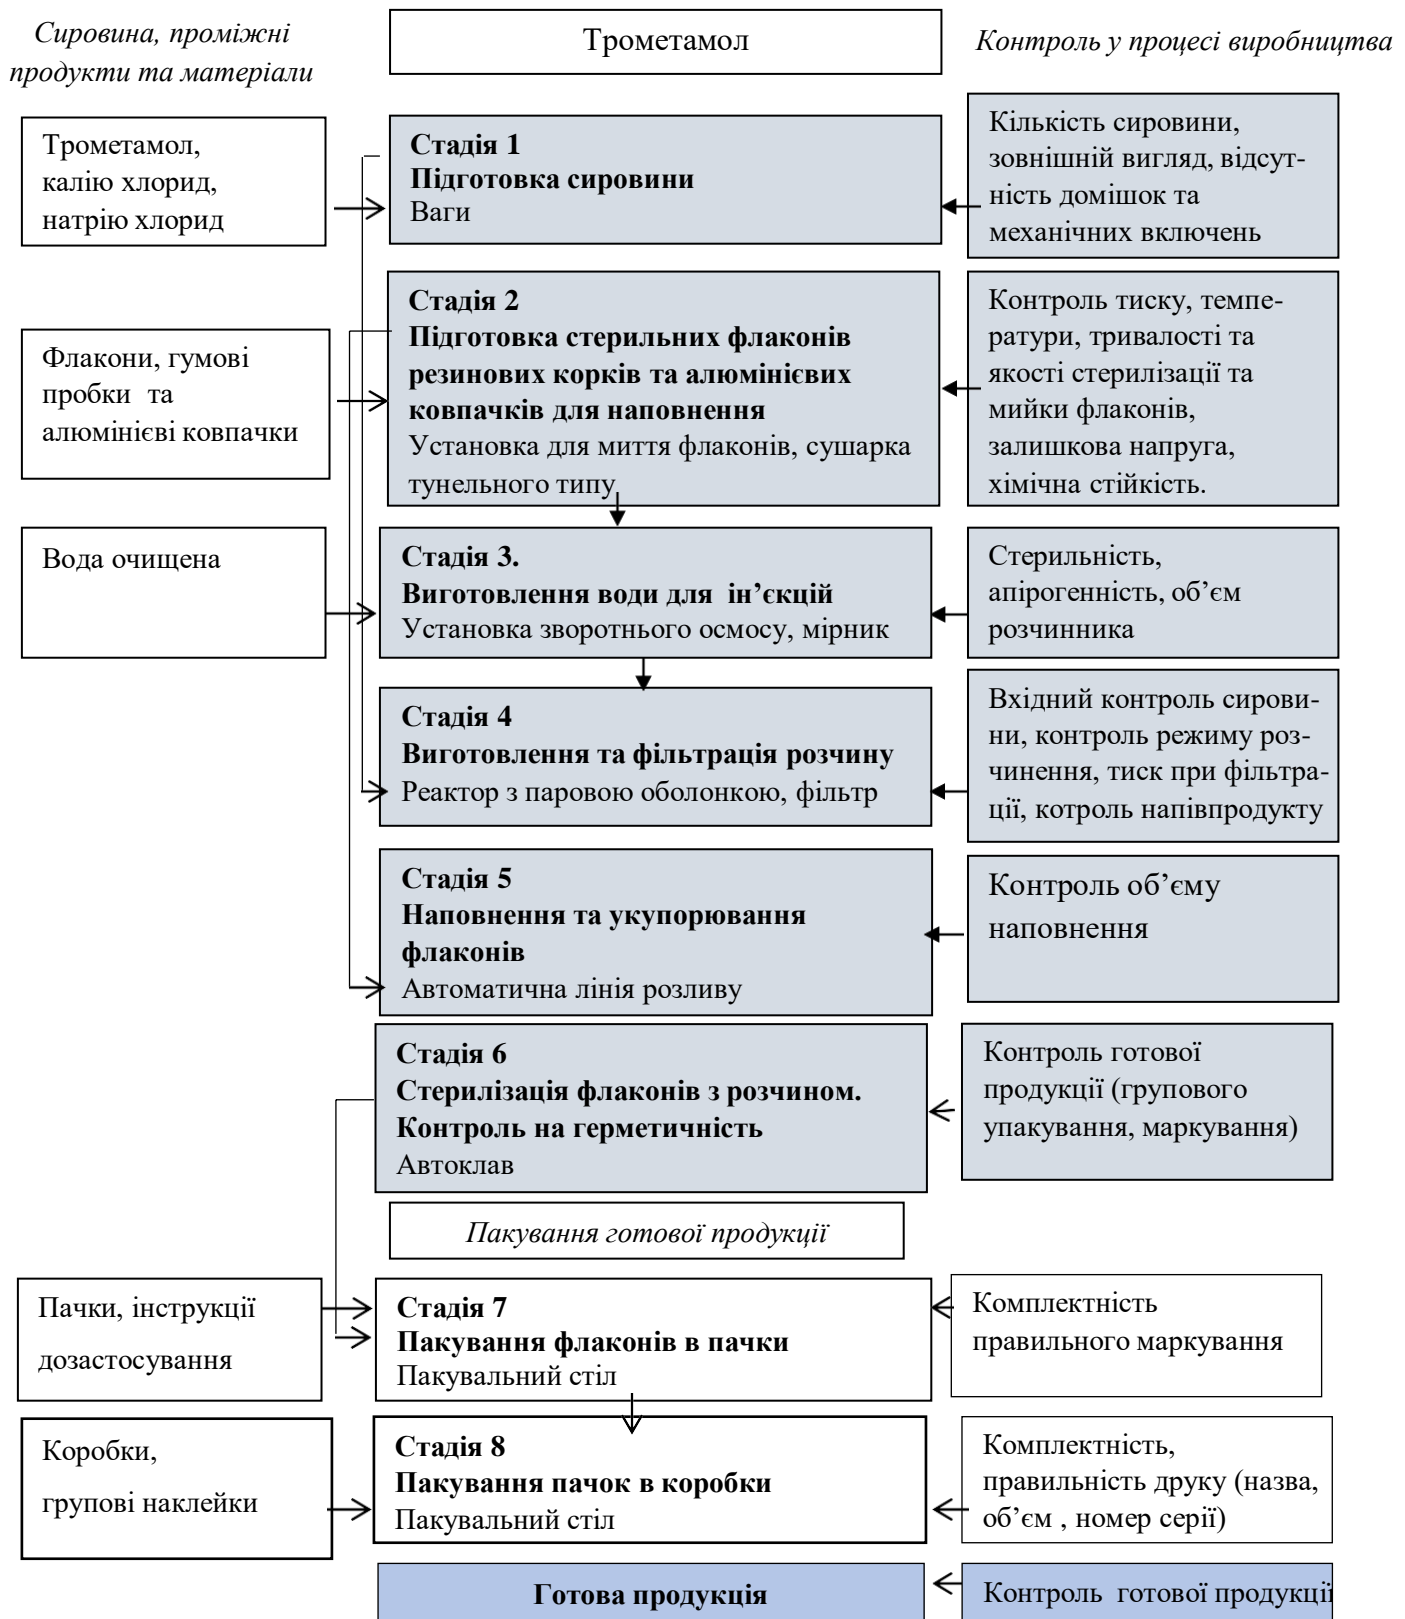 Сировина, проміжні
продукти та матеріали
Трометамол
Контроль у процесі виробництва
Трометамол,
калію хлорид,
натрію хлорид
Стадія 1
Підготовка сировини
Ваги
Кількість сировини,
зовнішній вигляд, відсут-
ність домішок та
механічних включень
Флакони, гумові
пробки та
алюмінієві ковпачки
Стадія 2
Підготовка стерильних флаконів
резинових корків та алюмінієвих
ковпачків для наповнення
Установка для миття флаконів, сушарка
тунельного типу
Контроль тиску, темпе-
ратури, тривалості та
якості стерилізації та
мийки флаконів,
залишкова напруга,
хімічна стійкість.
Вода очищена
Стадія 3.
Виготовлення води для ін’єкцій
Установка зворотнього осмосу, мірник
Стерильність,
апірогенність, об’єм
розчинника
Стадія 4
Виготовлення та фільтрація розчину
Реактор з паровою оболонкою, фільтр
Вхідний контроль сирови-
ни, контроль режиму роз-
чинення, тиск при фільтра-
ції, котроль напівпродукту
Стадія 5
Наповнення та укупорювання
флаконів
Автоматична лінія розливу
Контроль об’єму
наповнення
Стадія 6
Стерилізація флаконів з розчином.
Контроль на герметичність
Автоклав
Контроль готової
продукції (групового
упакування, маркування)
Пакування готової продукції
Пачки, інструкції
дозастосування
Стадія 7
Пакування флаконів в пачки
Пакувальний стіл
Комплектність
правильного маркування
Коробки,
групові наклейки
Стадія 8
Пакування пачок в коробки
Пакувальний стіл
Комплектність,
правильність друку (назва,
об’єм , номер серії)
Готова продукція
Контроль готової продукції